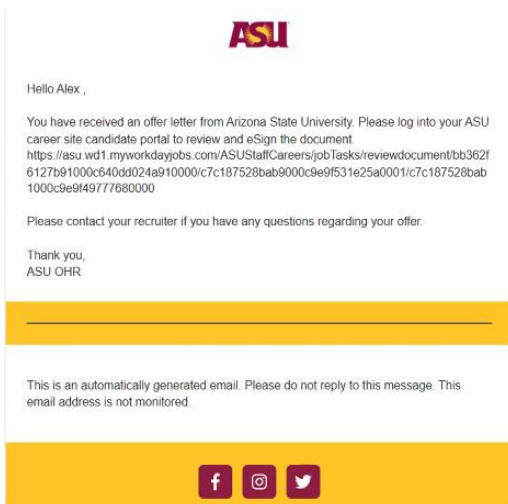 ASU
Hello Alex ,
You have received an offer letter from Arizona State University. Please log into your ASU
career site candidate portal to review and eSign the document.
https://asu.wd1.myworkdayjobs.com/ASUStaffCareers/jobTasks/reviewdocument/bb362f
6127b91000c640dd024a910000/c7c187528bab9000c9e9f531e25a0001/c7c187528bab
1000c9e9f49777680000
Please contact your recruiter if you have any questions regarding your offer.
Thank you,
ASU OHR
This is an automatically generated email. Please do not reply to this message. This
email address is not monitored.